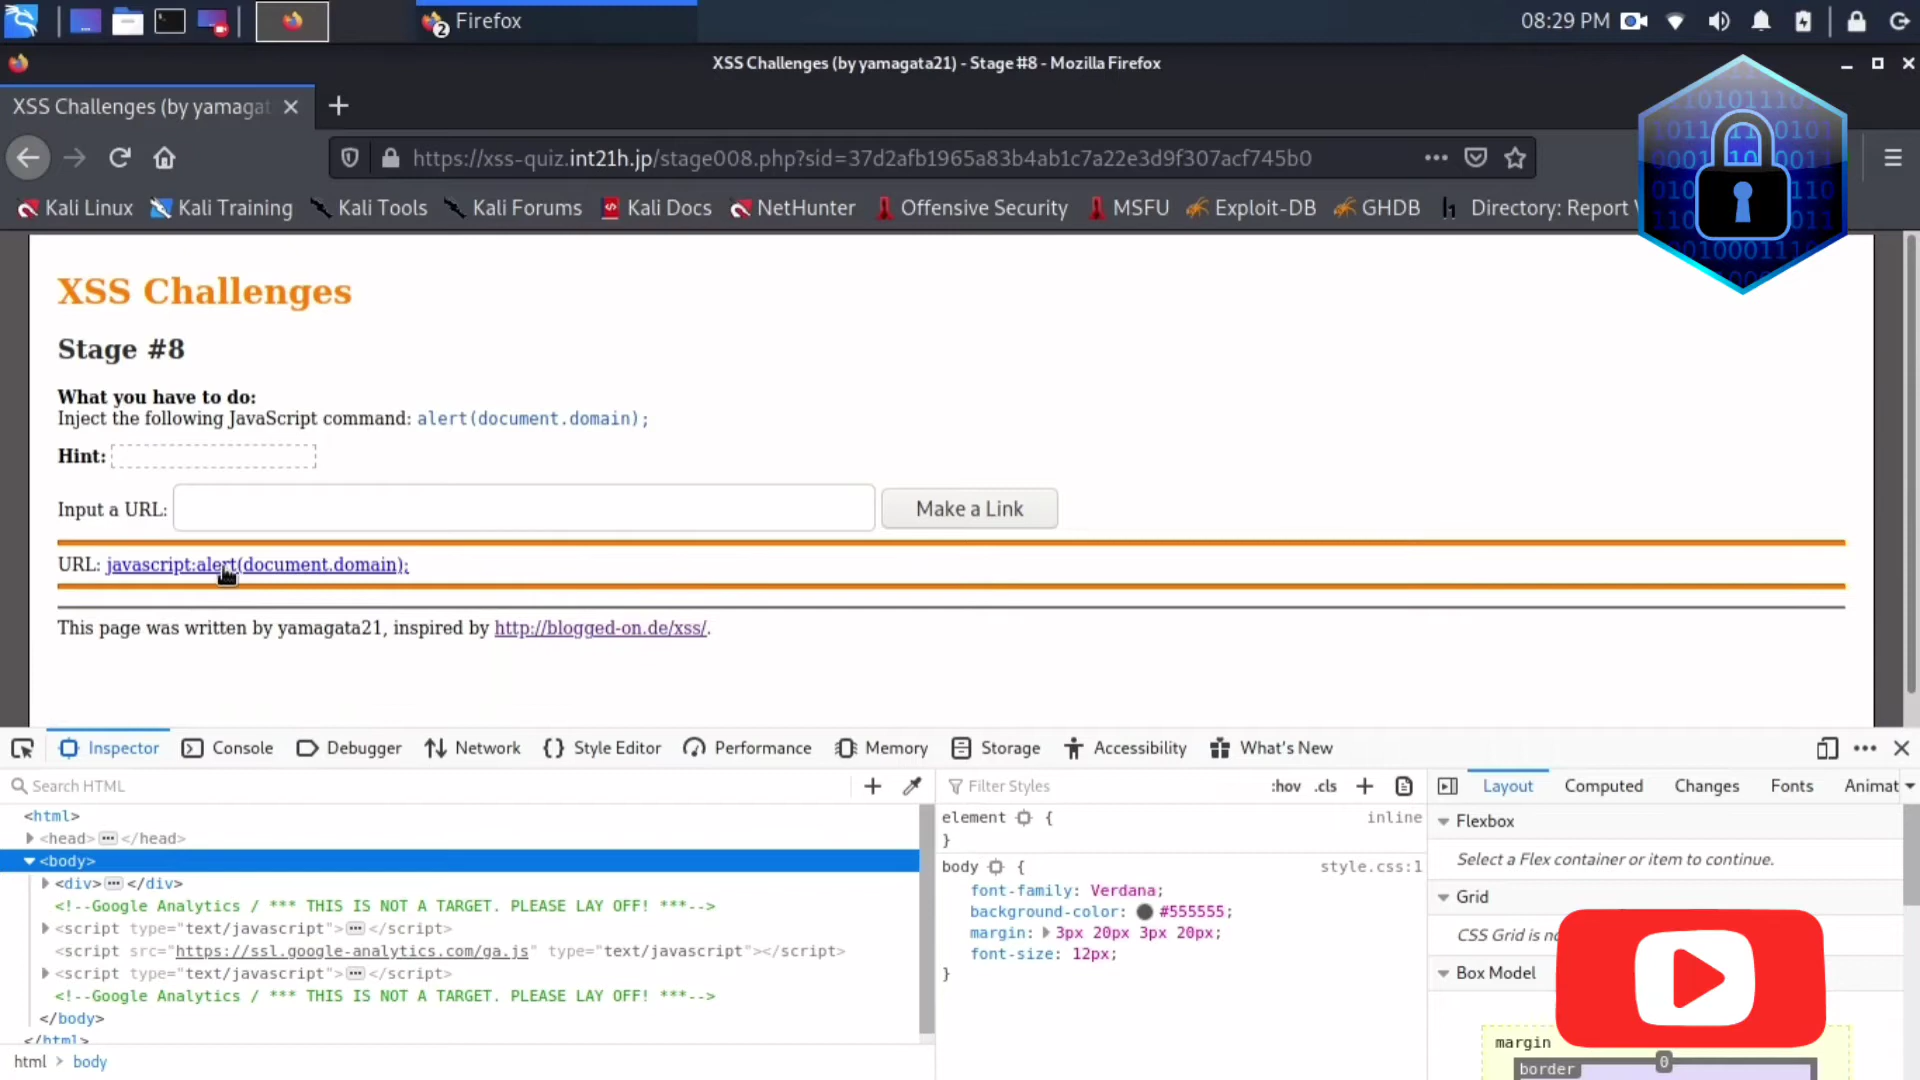 Firefox
2
08:29 PM
XSS Challenges (by yamagata21) - Stage #8 - Mozilla Firefox
XSS Challenges (by yamagat
https://xss-quiz.int21h.jp/stage008.php?sid=37d2afb1965a83b4ab1c7a22e3d9f307acf745b0
Kali Linux Kali Training Kali Tools Kali Forums Kali Docs NetHunter Offensive Security MSFU Exploit-DB GHDB Directory: Report
XSS Challenges
Stage #8
What you have to do:
Inject the following JavaScript command: alert(document.domain);
Hint:
Input a URL: Make a Link
URL: javascript:alert(document.domain);
This page was written by yamagata21, inspired by http://blogged-on.de/xss/.
Inspector Console Debugger Network Style Editor Performance Memory Storage Accessibility What's New
Search HTML
Filter Styles :hov .cls
Layout Computed Changes Fonts Animat
<html>
<head> </head>
<body>
<div> </div>
<!--Google Analytics / *** THIS IS NOT A TARGET. PLEASE LAY OFF! ***-->
<script type="text/javascript"> </script>
<script src="https://ssl.google-analytics.com/ga.js" type="text/javascript"></script>
<script type="text/javascript"> </script>
<!--Google Analytics / *** THIS IS NOT A TARGET. PLEASE LAY OFF! ***-->
</body>
</html>
html > body
element { inline
}
body { style.css:1
font-family: Verdana;
background-color: #555555;
margin: 3px 20px 3px 20px;
font-size: 12px;
}
Flexbox
Select a Flex container or item to continue.
Grid
CSS Grid is
Box Model
margin
border 0